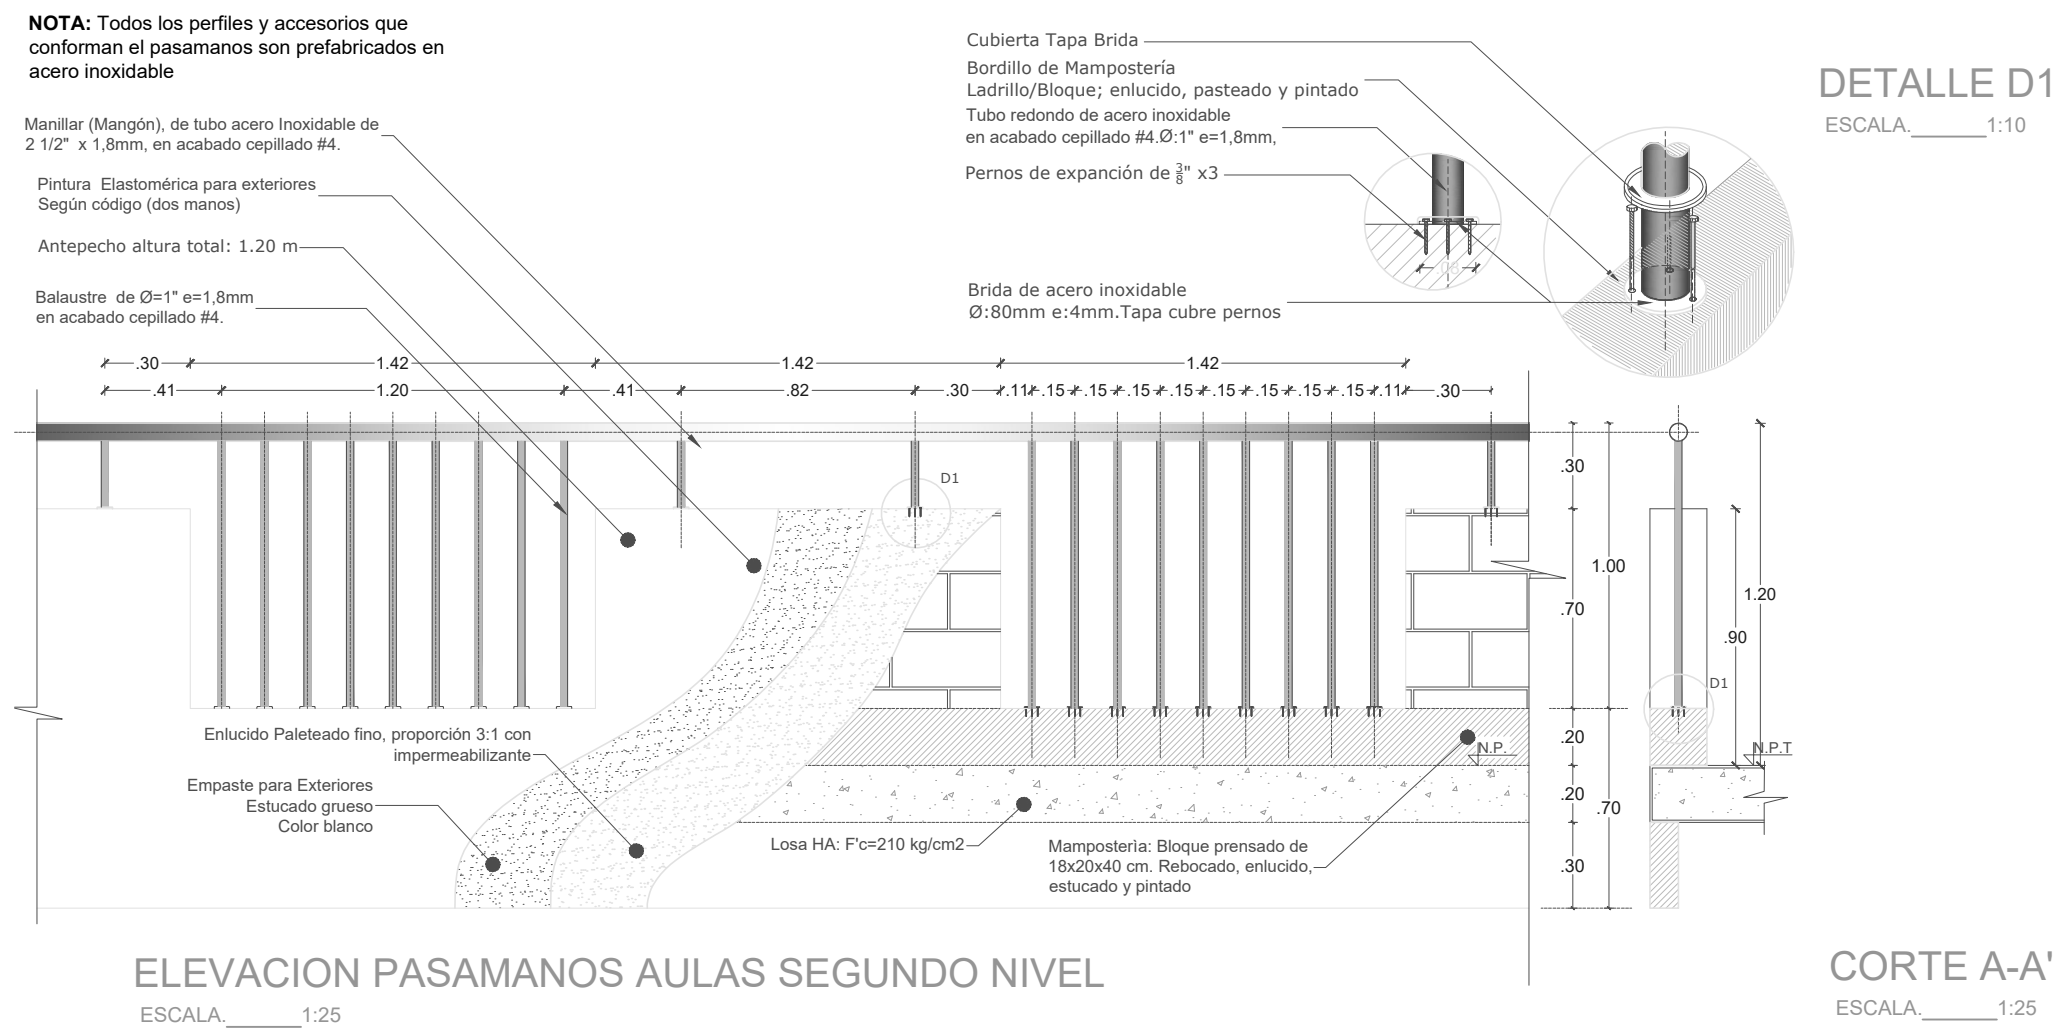 NOTA: Todos los perfiles y accesorios que
conforman el pasamanos son prefabricados en
acero inoxidable
Manillar (Mangón), de tubo acero Inoxidable de
2 1/2" x 1,8mm, en acabado cepillado #4.
Pintura Elastomérica para exteriores
Según código (dos manos)
Antepecho altura total: 1.20 m
Balaustre de Ø=1" e=1,8mm
en acabado cepillado #4.
Cubierta Tapa Brida
Bordillo de Mampostería
Ladrillo/Bloque; enlucido, pasteado y pintado
Tubo redondo de acero inoxidable
en acabado cepillado #4.Ø:1" e=1,8mm,
Pernos de expanción de 3/8" x3
.08
Brida de acero inoxidable
Ø:80mm e:4mm.Tapa cubre pernos
DETALLE D1
ESCALA.______1:10
.30 1.42 1.42 1.42
.41 1.20 .41 .82 .30 .11 .15 .15 .15 .15 .15 .15 .15 .15 .11 .30
D1
.30
1.00
.70
1.20
.90
D1
.20
N.P.
N.P.T
.20
.70
.30
Enlucido Paleteado fino, proporción 3:1 con
impermeabilizante
Empaste para Exteriores
Estucado grueso
Color blanco
Losa HA: F'c=210 kg/cm2
Mampostería: Bloque prensado de
18x20x40 cm. Rebocado, enlucido,
estucado y pintado
ELEVACION PASAMANOS AULAS SEGUNDO NIVEL
ESCALA.______1:25
CORTE A-A'
ESCALA.______1:25